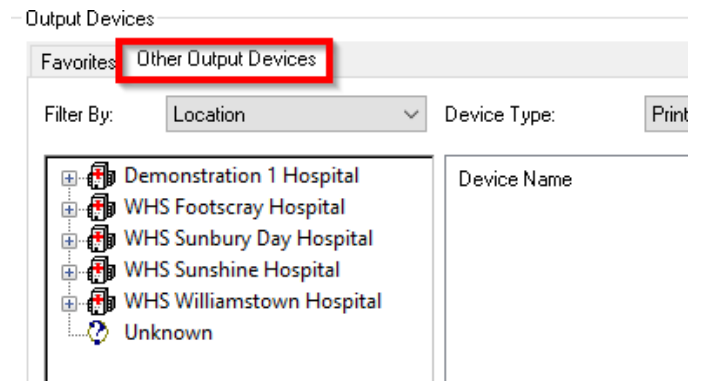 Output Devices
Favorites Other Output Devices
Filter By: Location Device Type: Print
Demonstration 1 Hospital Device Name
WHS Footscray Hospital
WHS Sunbury Day Hospital
WHS Sunshine Hospital
WHS Williamstown Hospital
Unknown